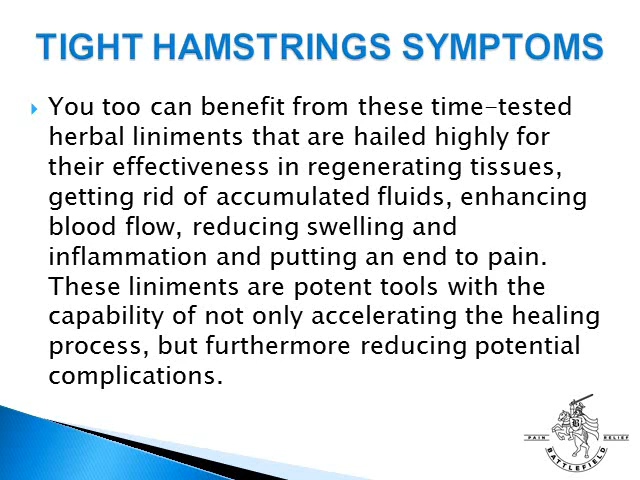 TIGHT HAMSTRINGS SYMPTOMS
You too can benefit from these time-tested
herbal liniments that are hailed highly for
their effectiveness in regenerating tissues,
getting rid of accumulated fluids, enhancing
blood flow, reducing swelling and
inflammation and putting an end to pain.
These liniments are potent tools with the
capability of not only accelerating the healing
process, but furthermore reducing potential
complications.
B
PAIN RELIEF
BATTLEFIELD